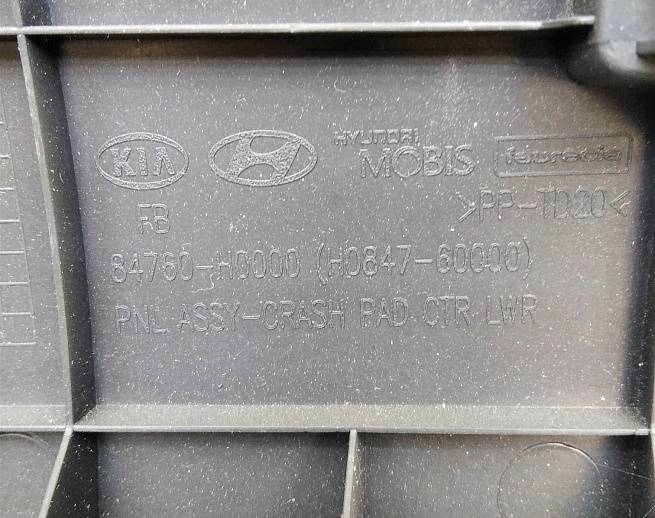 KIA HYUNDAI MOBIS faurecia
FB >PP-TD20<
84760-H0000 (H0847-60000)
PNL ASSY-CRASH PAD CTR LWR